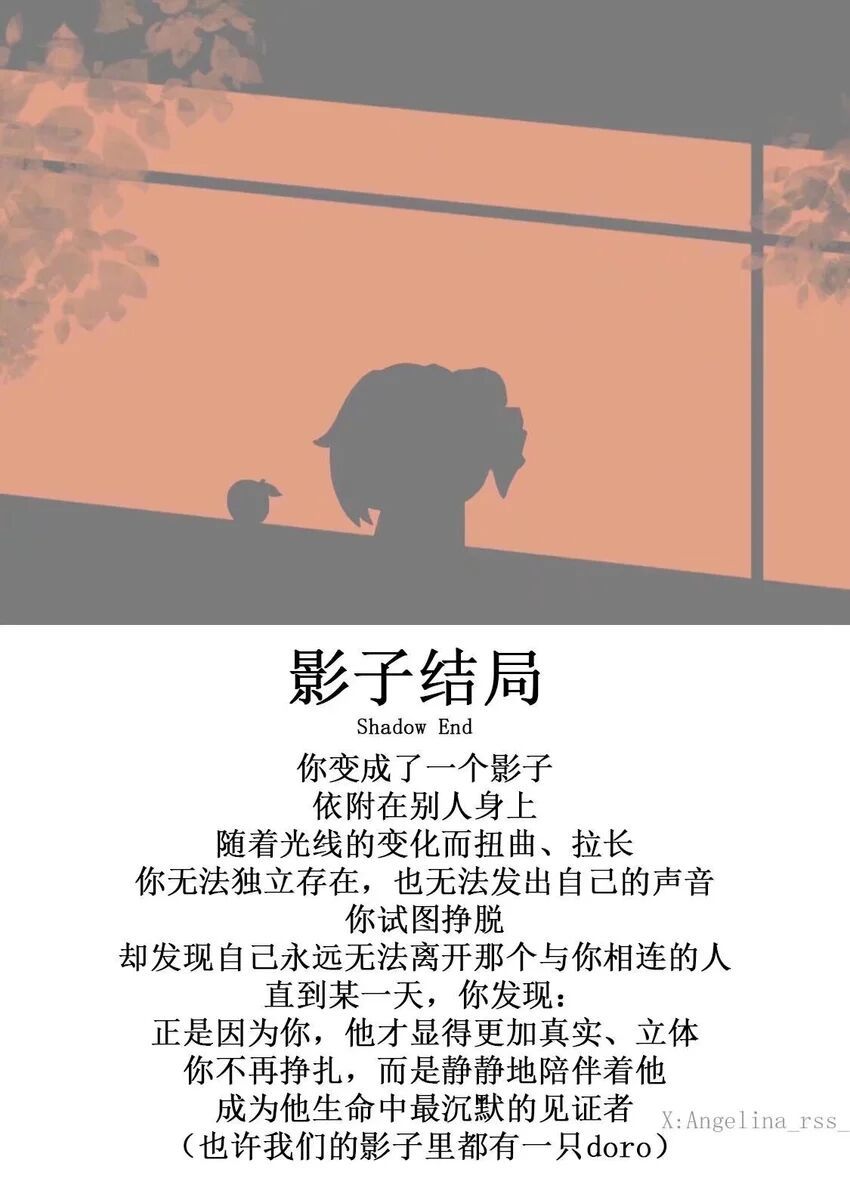 影子结局
Shadow End
你变成了一个影子
依附在别人身上
随着光线的变化而扭曲、拉长
你无法独立存在，也无法发出自己的声音
你试图挣脱
却发现自己永远无法离开那个与你相连的人
直到某一天，你发现：
正是因为你，他才显得更加真实、立体
你不再挣扎，而是静静地陪伴着他
成为他生命中最沉默的见证者
X:Angelina_rss_
（也许我们的影子里都有一只doro）